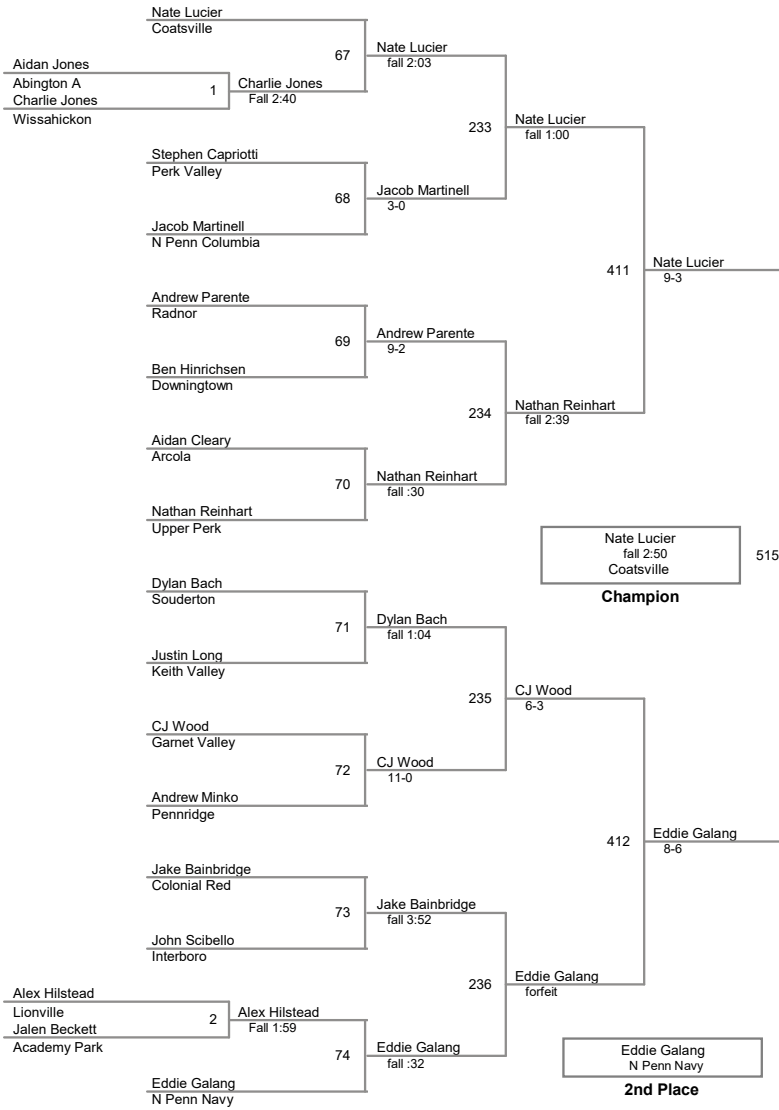 Nate Lucier
Coatsville
67
Nate Lucier
fall 2:03
Aidan Jones
Abington A
1
Charlie Jones
Fall 2:40
Charlie Jones
Wissahickon
233
Nate Lucier
fall 1:00
Stephen Capriotti
Perk Valley
68
Jacob Martinell
3-0
Jacob Martinell
N Penn Columbia
411
Nate Lucier
9-3
Andrew Parente
Radnor
69
Andrew Parente
9-2
Ben Hinrichsen
Downingtown
234
Nathan Reinhart
fall 2:39
Aidan Cleary
Arcola
70
Nathan Reinhart
fall :30
Nathan Reinhart
Upper Perk
Nate Lucier
fall 2:50
Coatsville
515
Champion
Dylan Bach
Souderton
71
Dylan Bach
fall 1:04
Justin Long
Keith Valley
235
CJ Wood
6-3
CJ Wood
Garnet Valley
72
CJ Wood
11-0
Andrew Minko
Pennridge
412
Eddie Galang
8-6
Jake Bainbridge
Colonial Red
73
Jake Bainbridge
fall 3:52
John Scibello
Interboro
236
Eddie Galang
forfeit
Alex Hilstead
Lionville
2
Alex Hilstead
Fall 1:59
Jalen Beckett
Academy Park
74
Eddie Galang
fall :32
Eddie Galang
N Penn Navy
Eddie Galang
N Penn Navy
2nd Place